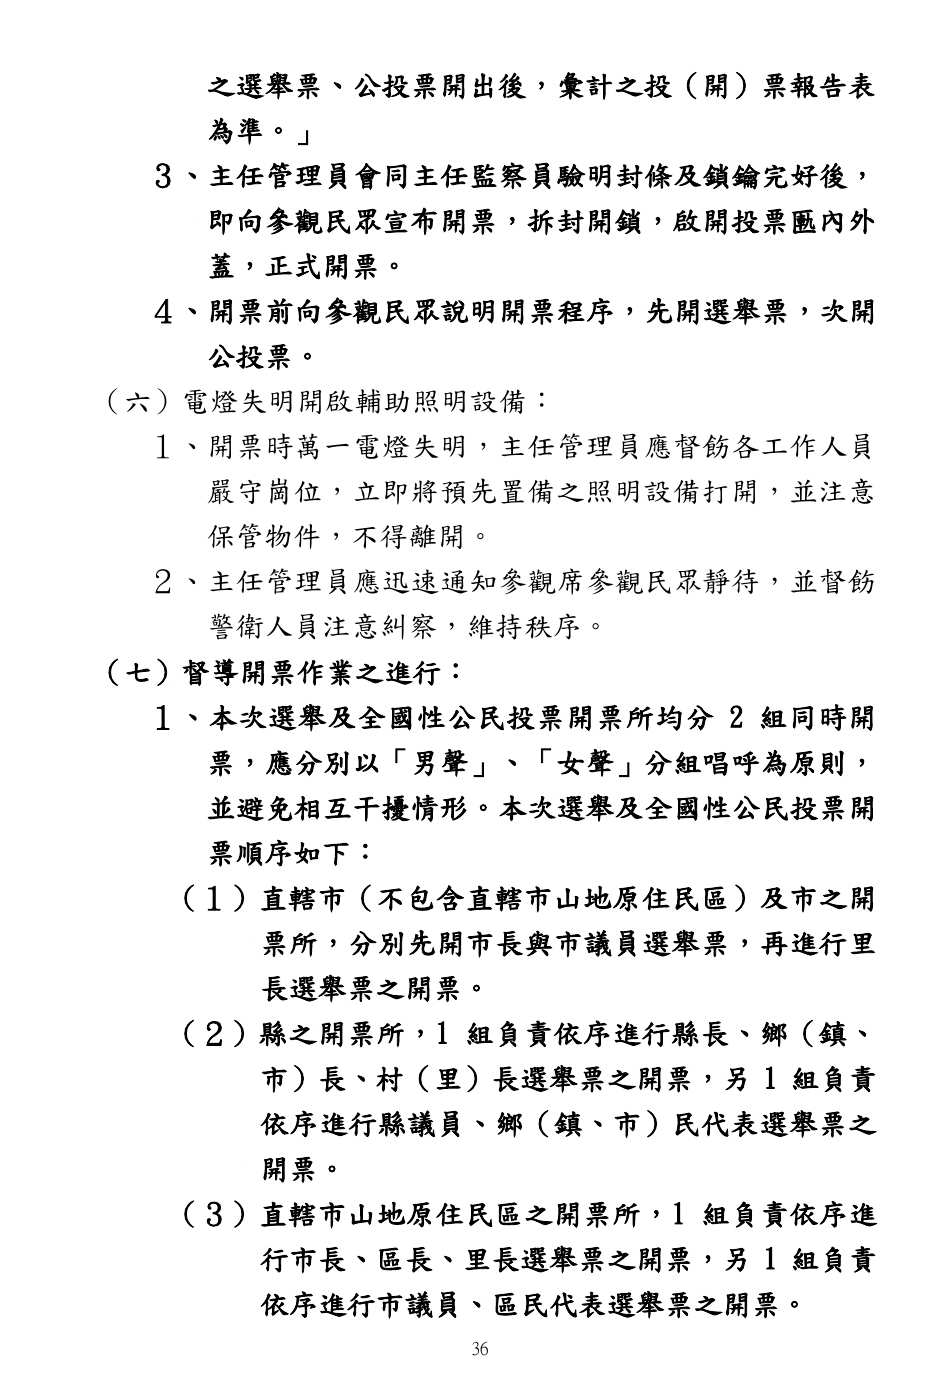 之選舉票、公投票開出後，彙計之投（開）票報告表
為準。」
3、主任管理員會同主任監察員驗明封條及鎖鑰完好後，
即向參觀民眾宣布開票，拆封開鎖，啟開投票匭內外
蓋，正式開票。
4、開票前向參觀民眾說明開票程序，先開選舉票，次開
公投票。
（六）電燈失明開啟輔助照明設備：
1、開票時萬一電燈失明，主任管理員應督飭各工作人員
嚴守崗位，立即將預先置備之照明設備打開，並注意
保管物件，不得離開。
2、主任管理員應迅速通知參觀席參觀民眾靜待，並督飭
警衛人員注意糾察，維持秩序。
（七）督導開票作業之進行：
1、本次選舉及全國性公民投票開票所均分 2 組同時開
票，應分別以「男聲」、「女聲」分組唱呼為原則，
並避免相互干擾情形。本次選舉及全國性公民投票開
票順序如下：
（1）直轄市（不包含直轄市山地原住民區）及市之開
票所，分別先開市長與市議員選舉票，再進行里
長選舉票之開票。
（2）縣之開票所，1 組負責依序進行縣長、鄉（鎮、
市）長、村（里）長選舉票之開票，另 1 組負責
依序進行縣議員、鄉（鎮、市）民代表選舉票之
開票。
（3）直轄市山地原住民區之開票所，1 組負責依序進
行市長、區長、里長選舉票之開票，另 1 組負責
依序進行市議員、區民代表選舉票之開票。
36